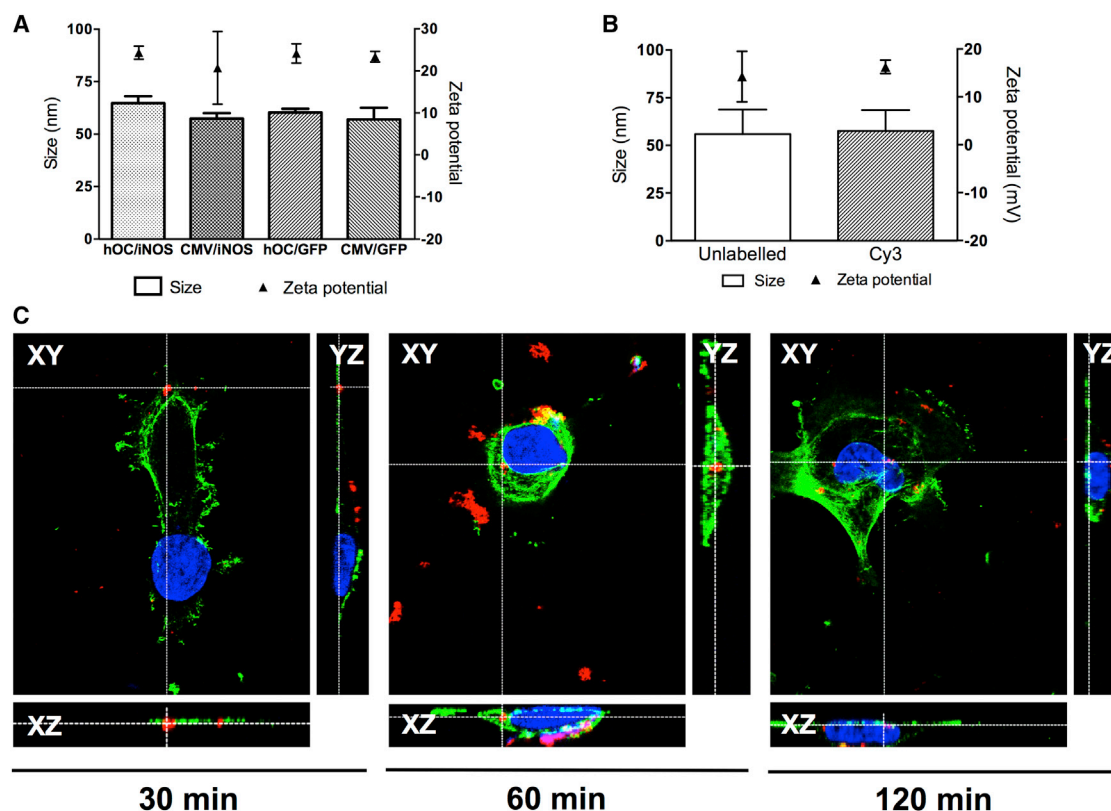 A
100
75
50
25
0
Size (nm)
30
20
10
0
-10
-20
Zeta potential
hOC/iNOS CMV/iNOS hOC/GFP CMV/GFP
Size Zeta potential
B
100
75
50
25
0
Size (nm)
20
10
0
-10
-20
Zeta potential (mV)
Unlabelled Cy3
Size Zeta potential
C
XY YZ XY YZ XY YZ
XZ XZ XZ
30 min 60 min 120 min